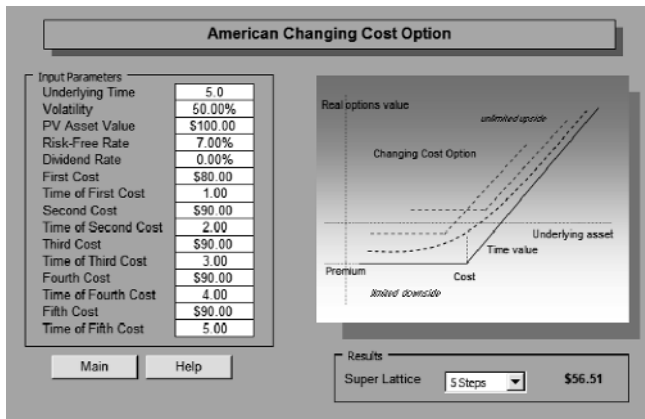 American Changing Cost Option
Input Parameters
Underlying Time 5.0
Volatility 50.00%
PV Asset Value $100.00
Risk-Free Rate 7.00%
Dividend Rate 0.00%
First Cost $80.00
Time of First Cost 1.00
Second Cost $90.00
Time of Second Cost 2.00
Third Cost $90.00
Time of Third Cost 3.00
Fourth Cost $90.00
Time of Fourth Cost 4.00
Fifth Cost $90.00
Time of Fifth Cost 5.00
Main Help
Real options value
unlimited upside
Changing Cost Option
Underlying asset
Time value
Premium
Cost
limited downside
Results
Super Lattice 5 Steps $56.51